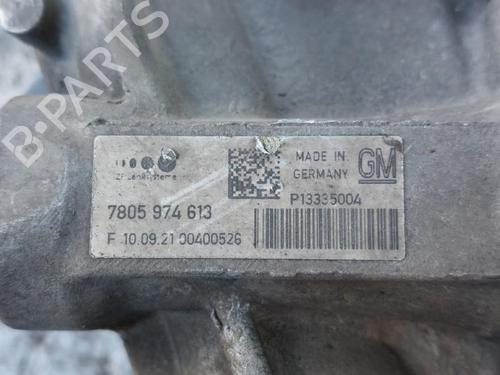 B-PARTS
ZF Lenksysteme
MADE IN
GERMANY
GM
P13335004
7805 974 613
F 10.09.21 00400526